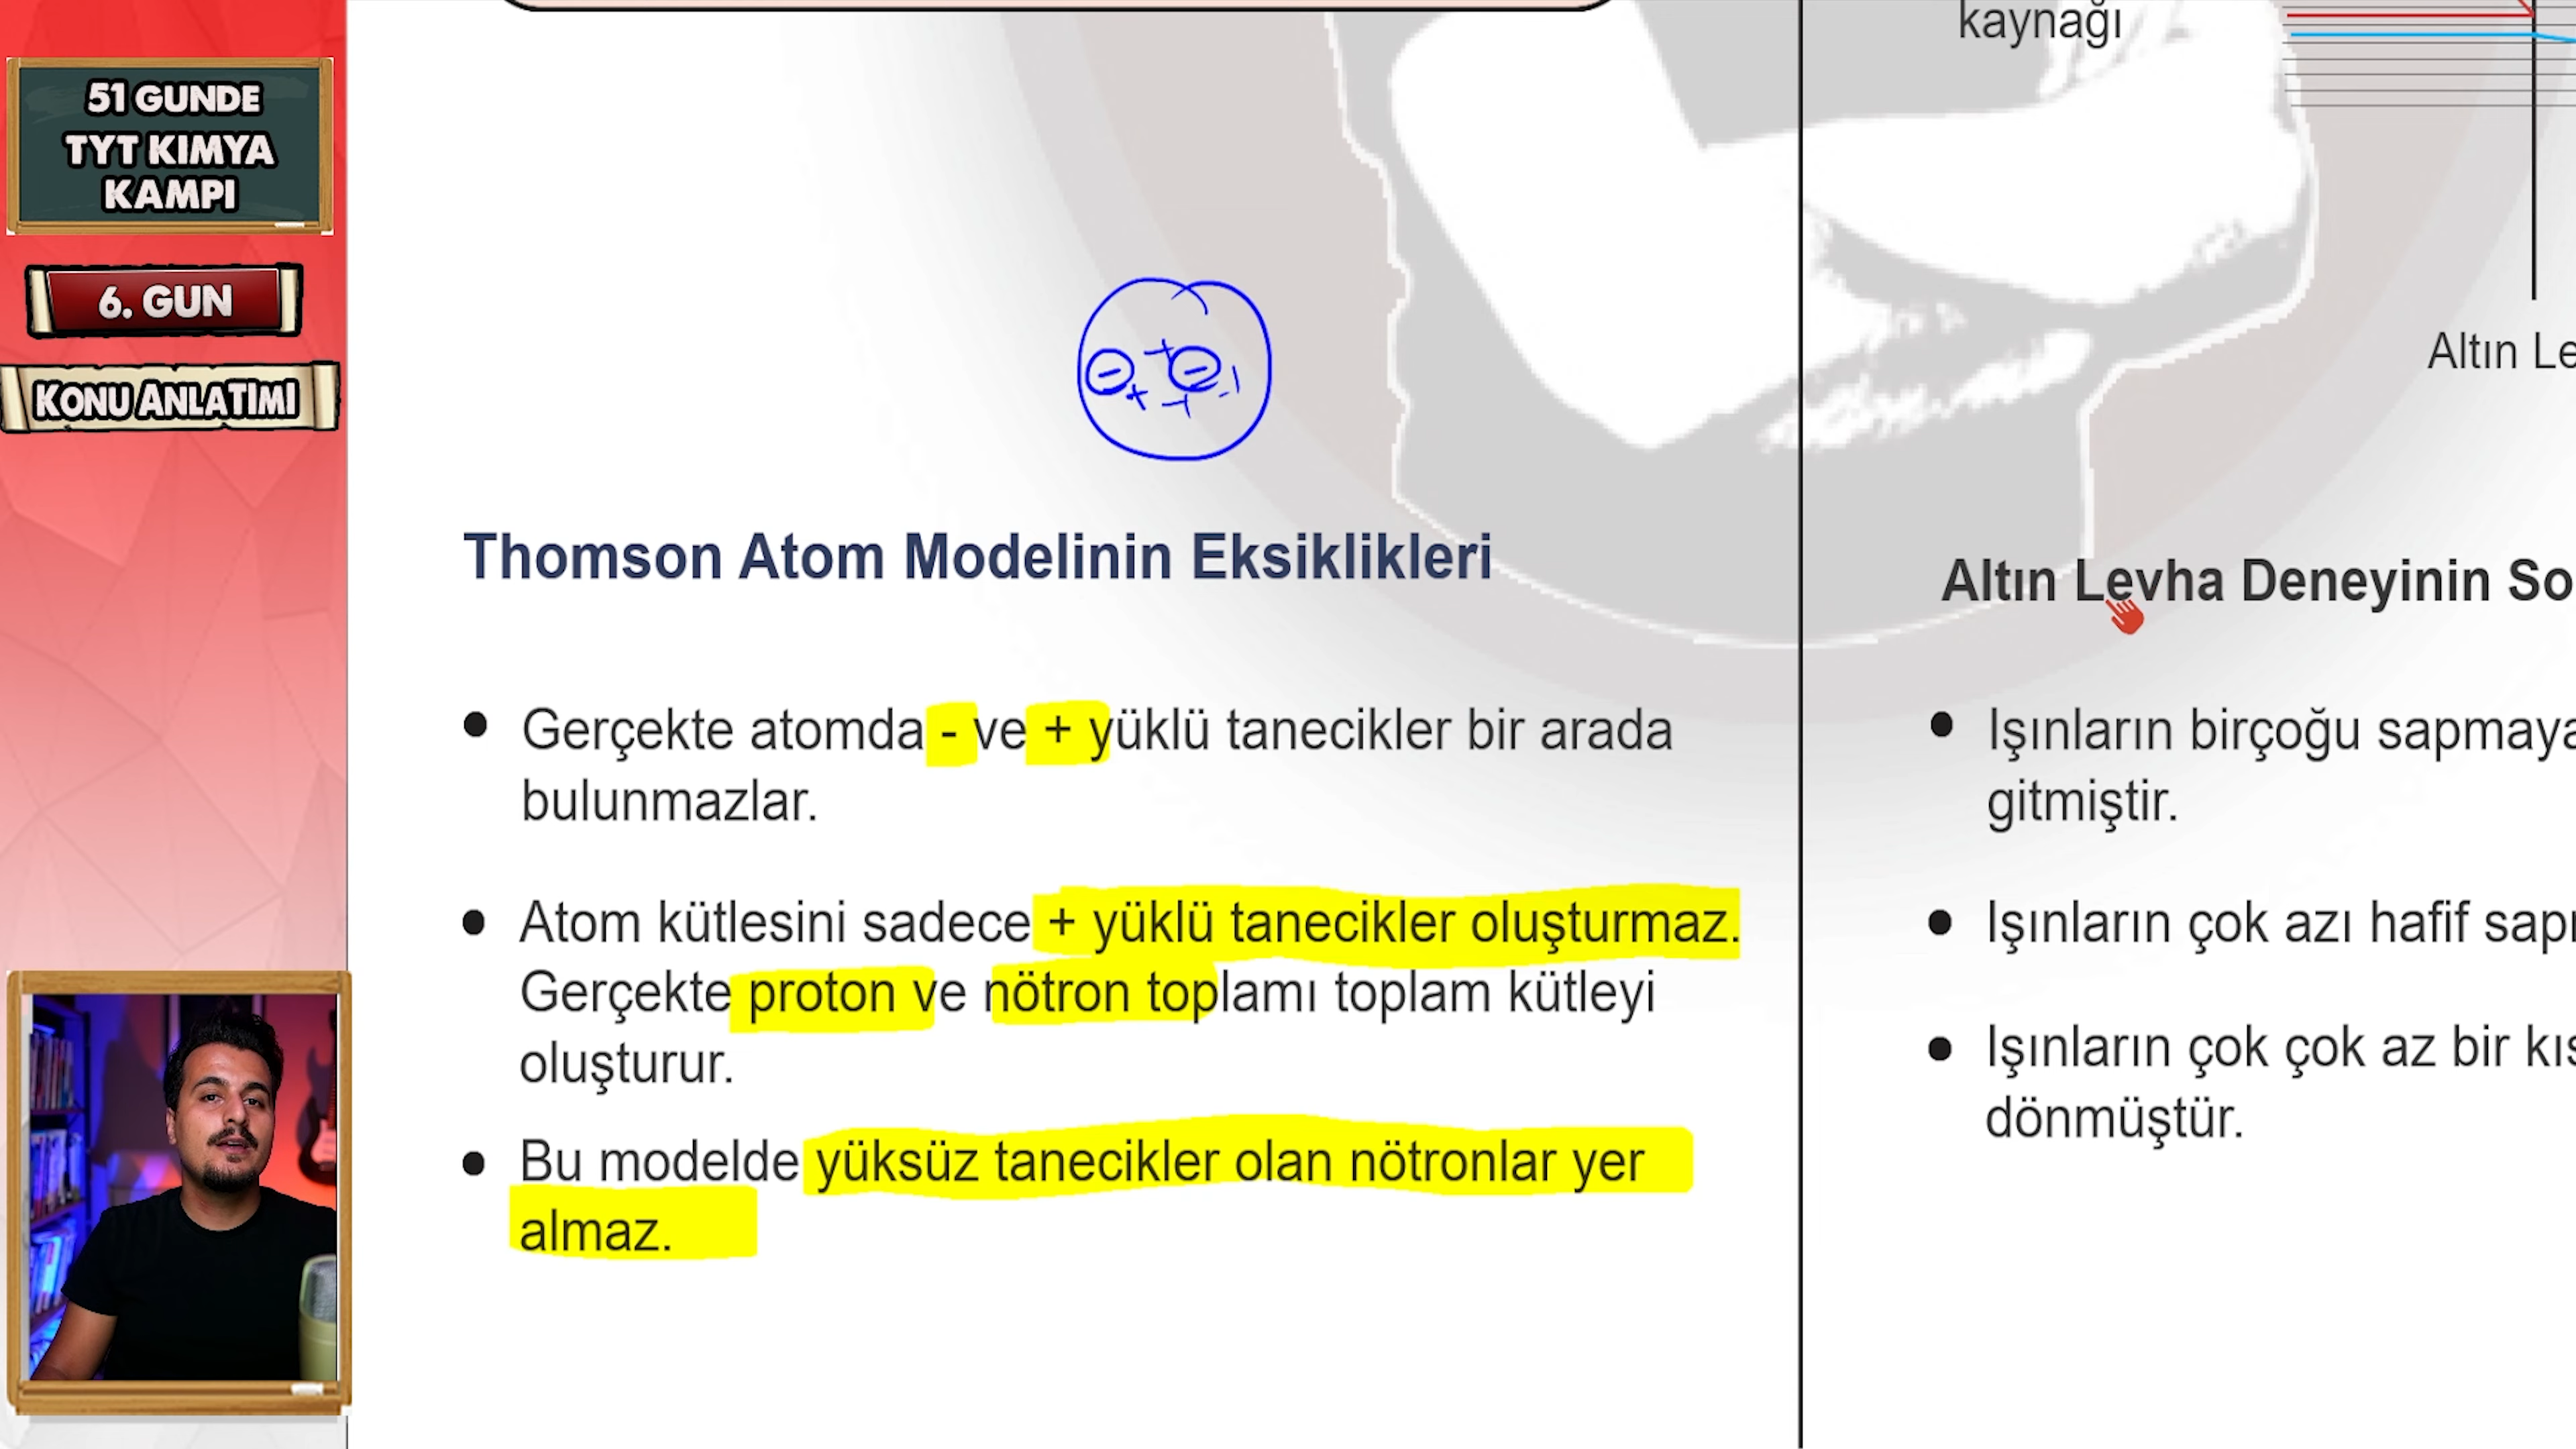 51 GUNDE
TYT KIMYA
KAMPI
6. GUN
KONU ANLATIMI
Thomson Atom Modelinin Eksiklikleri
Gerçekte atomda - ve + yüklü tanecikler bir arada
bulunmazlar.
Atom kütlesini sadece + yüklü tanecikler oluşturmaz.
Gerçekte proton ve nötron toplamı toplam kütleyi
oluşturur.
Bu modelde yüksüz tanecikler olan nötronlar yer
almaz.
kaynağı
Altın Le
Altın Levha Deneyinin So
Işınların birçoğu sapmaya
gitmiştir.
Işınların çok azı hafif sap
Işınların çok çok az bir kıs
dönmüştür.